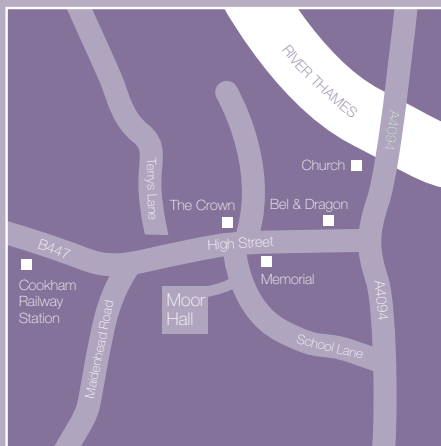 RIVER THAMES
A4094
Church
Terrys Lane
The Crown
Bel & Dragon
High Street
B447
Memorial
Cookham
Railway
Station
Moor
Hall
A4094
Maidenhead Road
School Lane